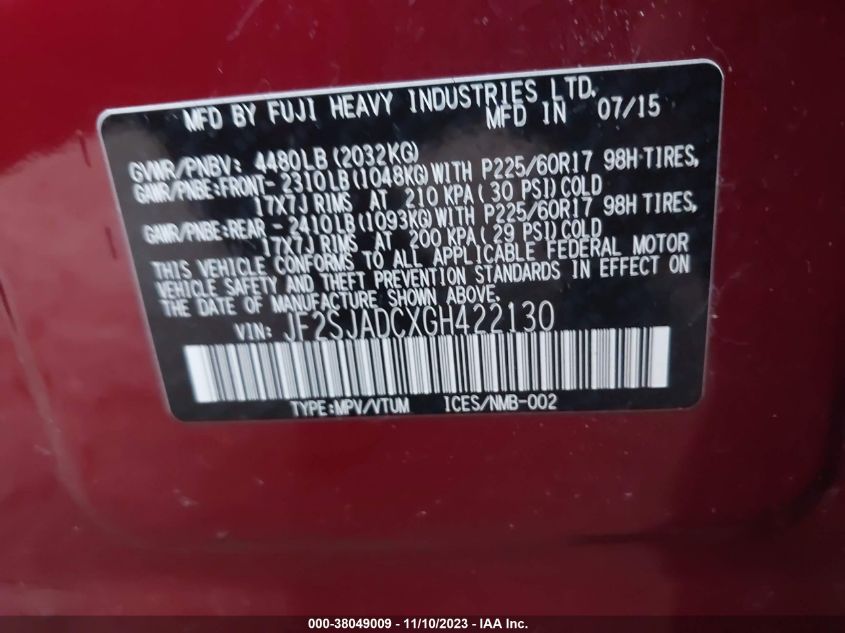 MFD BY FUJI HEAVY INDUSTRIES LTD.
MFD IN 07/15
GVWR/PNBV: 4480LB (2032KG)
GAWR/PNBE:FRONT- 2310LB (1048KG) WITH P225/60R17 98H TIRES,
17X7J RIMS AT 210 KPA ( 30 PSI) COLD
GAWR/PNBE:REAR - 2410LB (1093KG) WITH P225/60R17 98H TIRES,
17X7J RIMS AT 200 KPA ( 29 PSI) COLD
THIS VEHICLE CONFORMS TO ALL APPLICABLE FEDERAL MOTOR
VEHICLE SAFETY AND THEFT PREVENTION STANDARDS IN EFFECT ON
THE DATE OF MANUFACTURE SHOWN ABOVE.
VIN: JF2SJADCXGH422130
TYPE:MPV/VTUM ICES/NMB-002
000-38049009 - 11/10/2023 - IAA Inc.